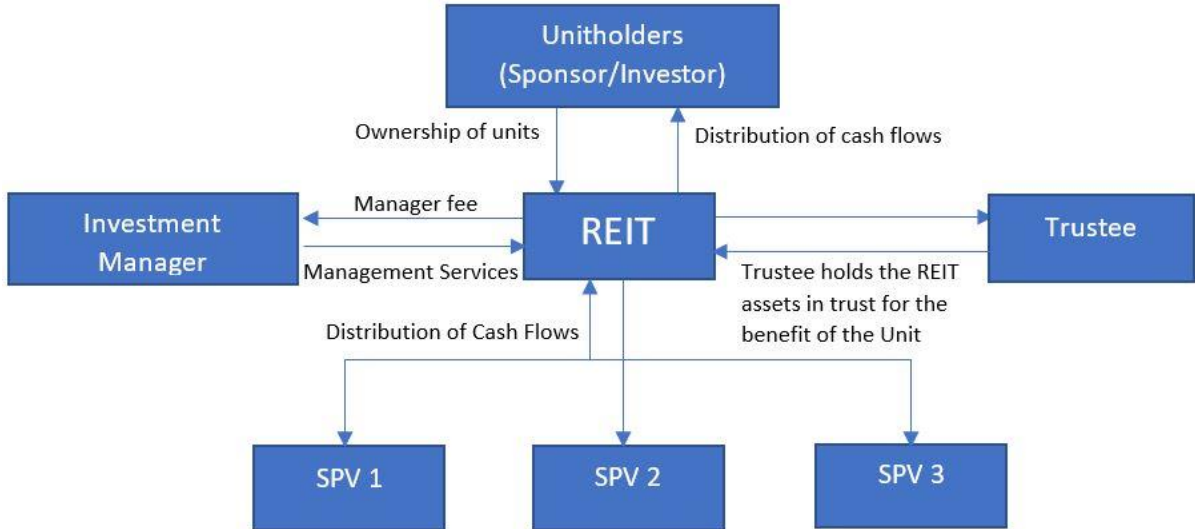 Unitholders
(Sponsor/Investor)
Ownership of units
Distribution of cash flows
Investment
Manager
Manager fee
Management Services
REIT
Trustee
Trustee holds the REIT
assets in trust for the
benefit of the Unit
Distribution of Cash Flows
SPV 1
SPV 2
SPV 3